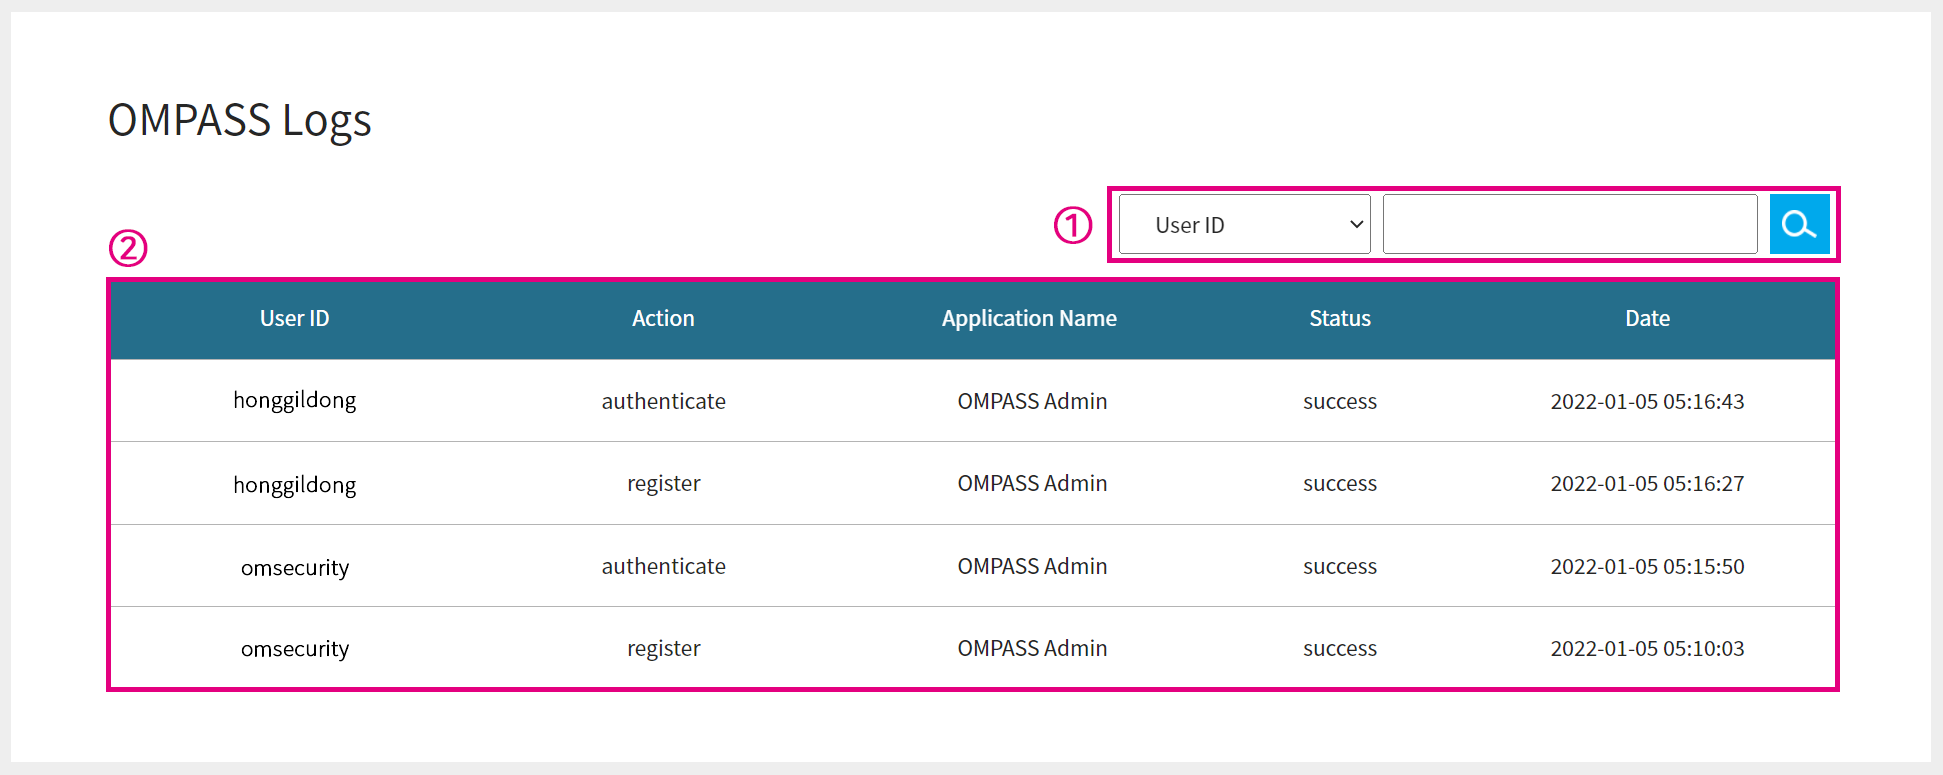 OMPASS Logs
① User ID
②
User ID Action Application Name Status Date
honggildong authenticate OMPASS Admin success 2022-01-05 05:16:43
honggildong register OMPASS Admin success 2022-01-05 05:16:27
omsecurity authenticate OMPASS Admin success 2022-01-05 05:15:50
omsecurity register OMPASS Admin success 2022-01-05 05:10:03